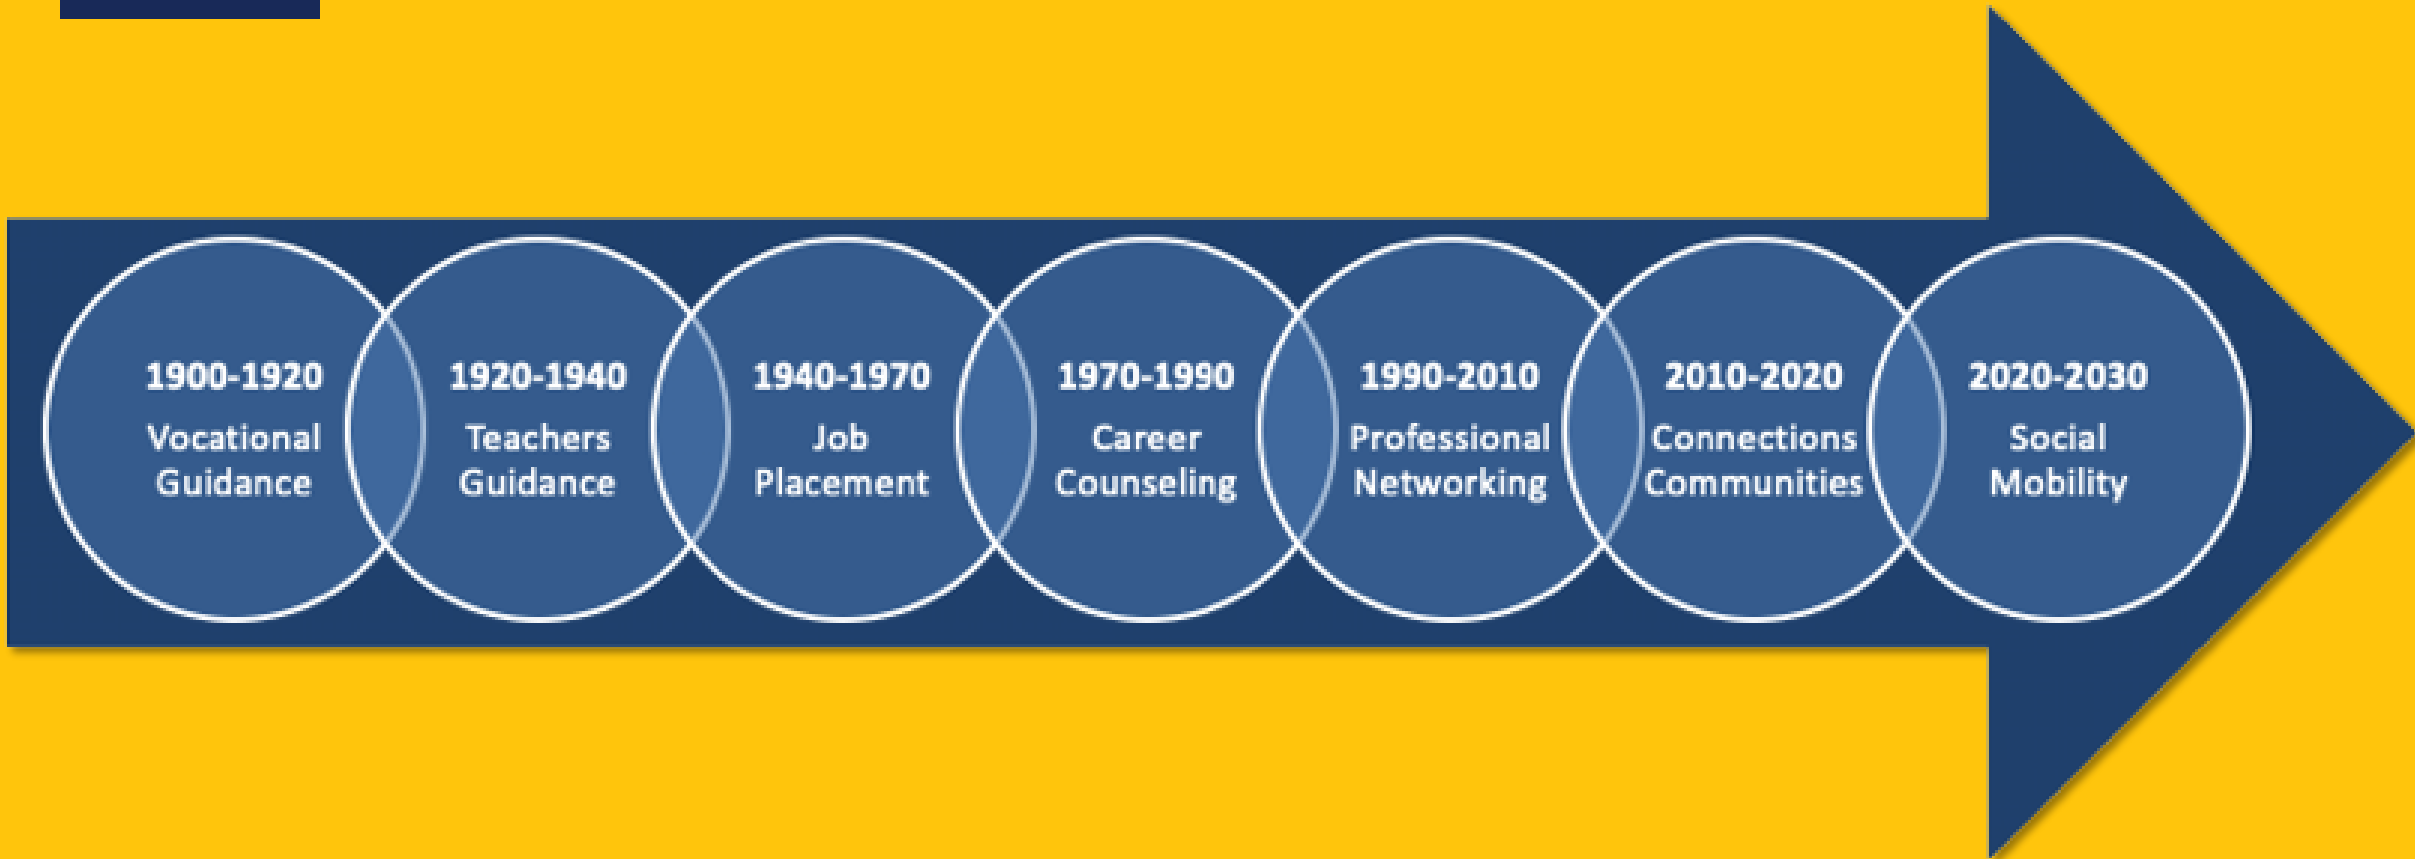 1900-1920
Vocational
Guidance
1920-1940
Teachers
Guidance
1940-1970
Job
Placement
1970-1990
Career
Counseling
1990-2010
Professional
Networking
2010-2020
Connections
Communities
2020-2030
Social
Mobility